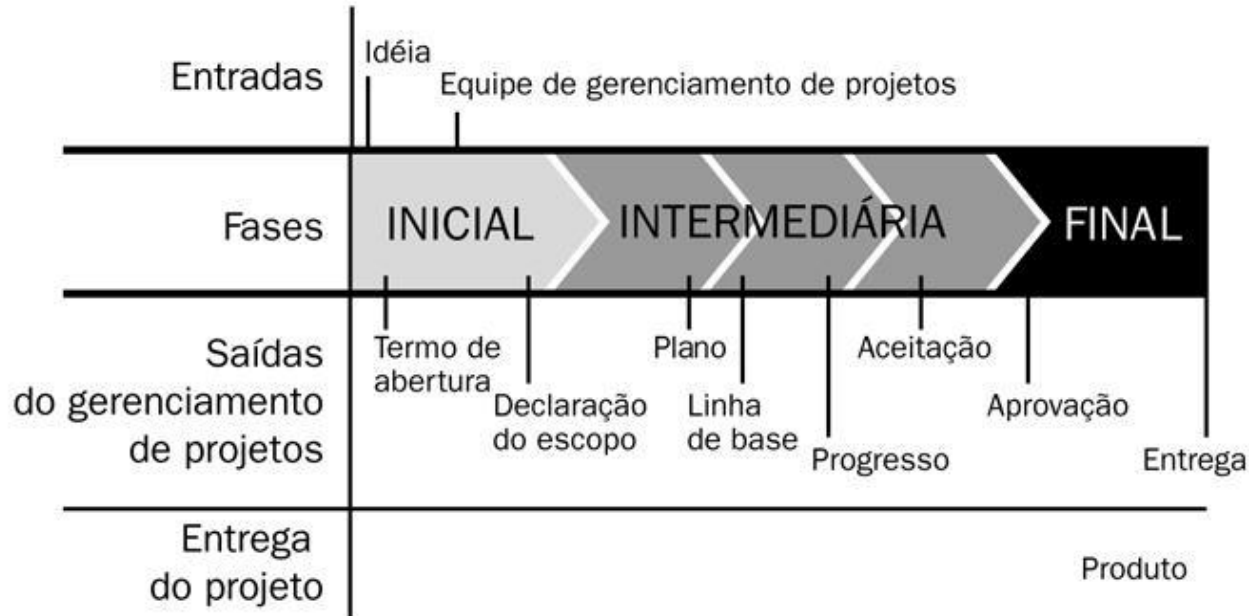 Entradas
Idéia
Equipe de gerenciamento de projetos
Fases
INICIAL
INTERMEDIÁRIA
FINAL
Saídas
do gerenciamento
de projetos
Termo de
abertura
Declaração
do escopo
Plano
Linha
de base
Progresso
Aceitação
Aprovação
Entrega
Entrega
do projeto
Produto